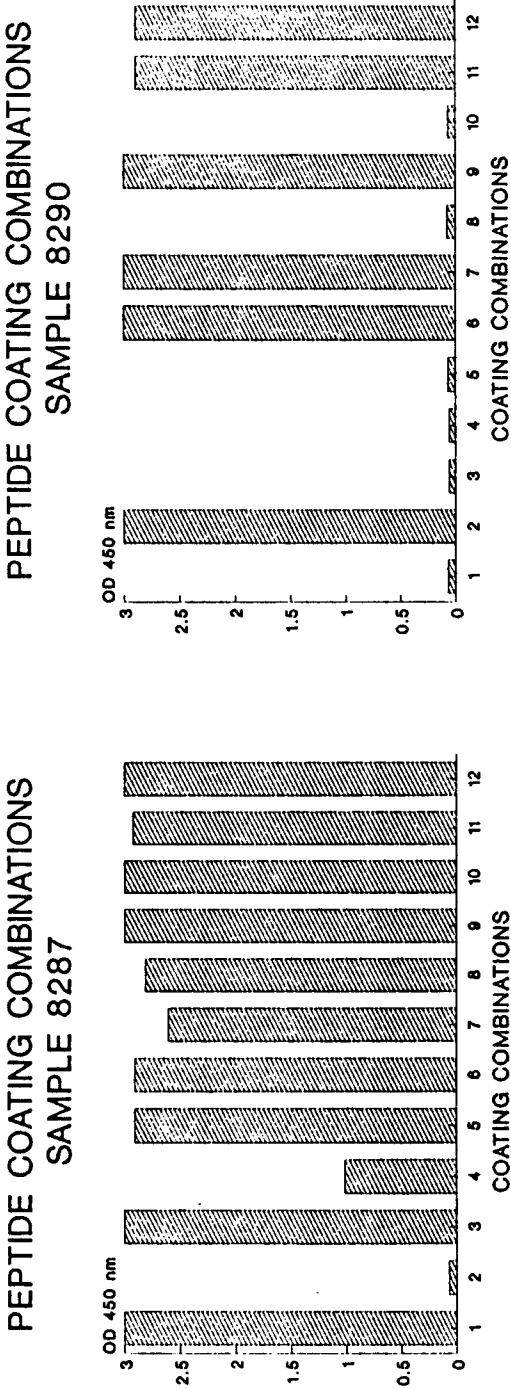 PEPTIDE COATING COMBINATIONS
SAMPLE 8287
OD 450 nm
3
2.5
2
1.5
1
0.5
0
1 2 3 4 5 6 7 8 9 10 11 12
COATING COMBINATIONS
PEPTIDE COATING COMBINATIONS
SAMPLE 8290
OD 450 nm
3
2.5
2
1.5
1
0.5
0
1 2 3 4 5 6 7 8 9 10 11 12
COATING COMBINATIONS